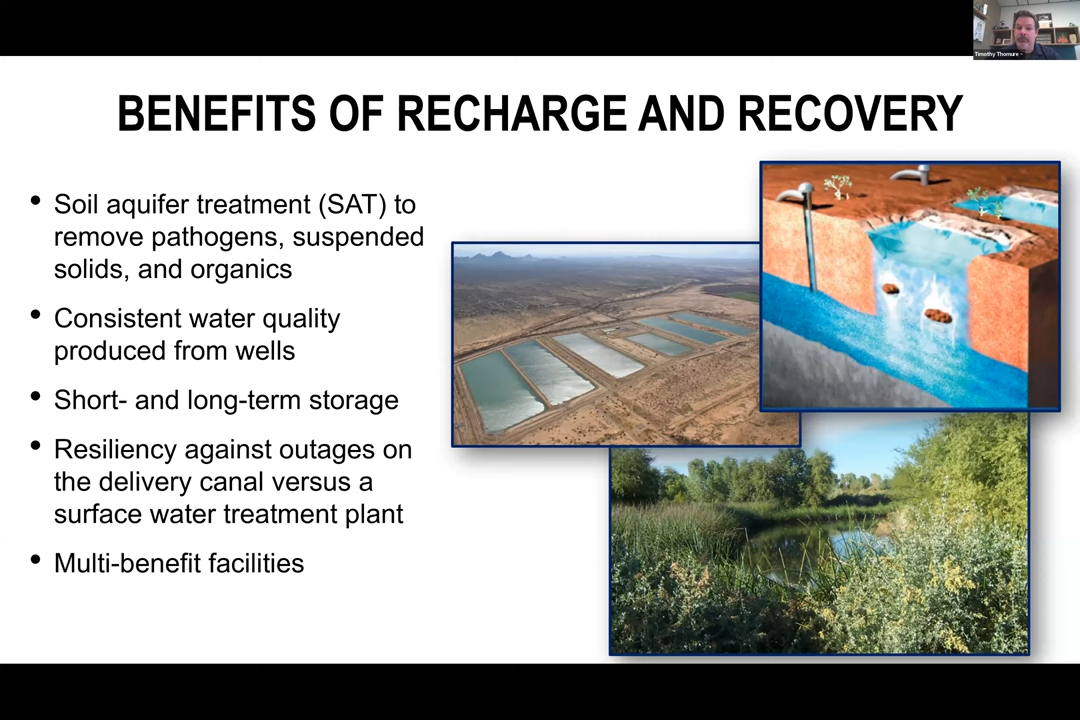 Timothy Thomure
BENEFITS OF RECHARGE AND RECOVERY
• Soil aquifer treatment (SAT) to
remove pathogens, suspended
solids, and organics
• Consistent water quality
produced from wells
• Short- and long-term storage
• Resiliency against outages on
the delivery canal versus a
surface water treatment plant
• Multi-benefit facilities